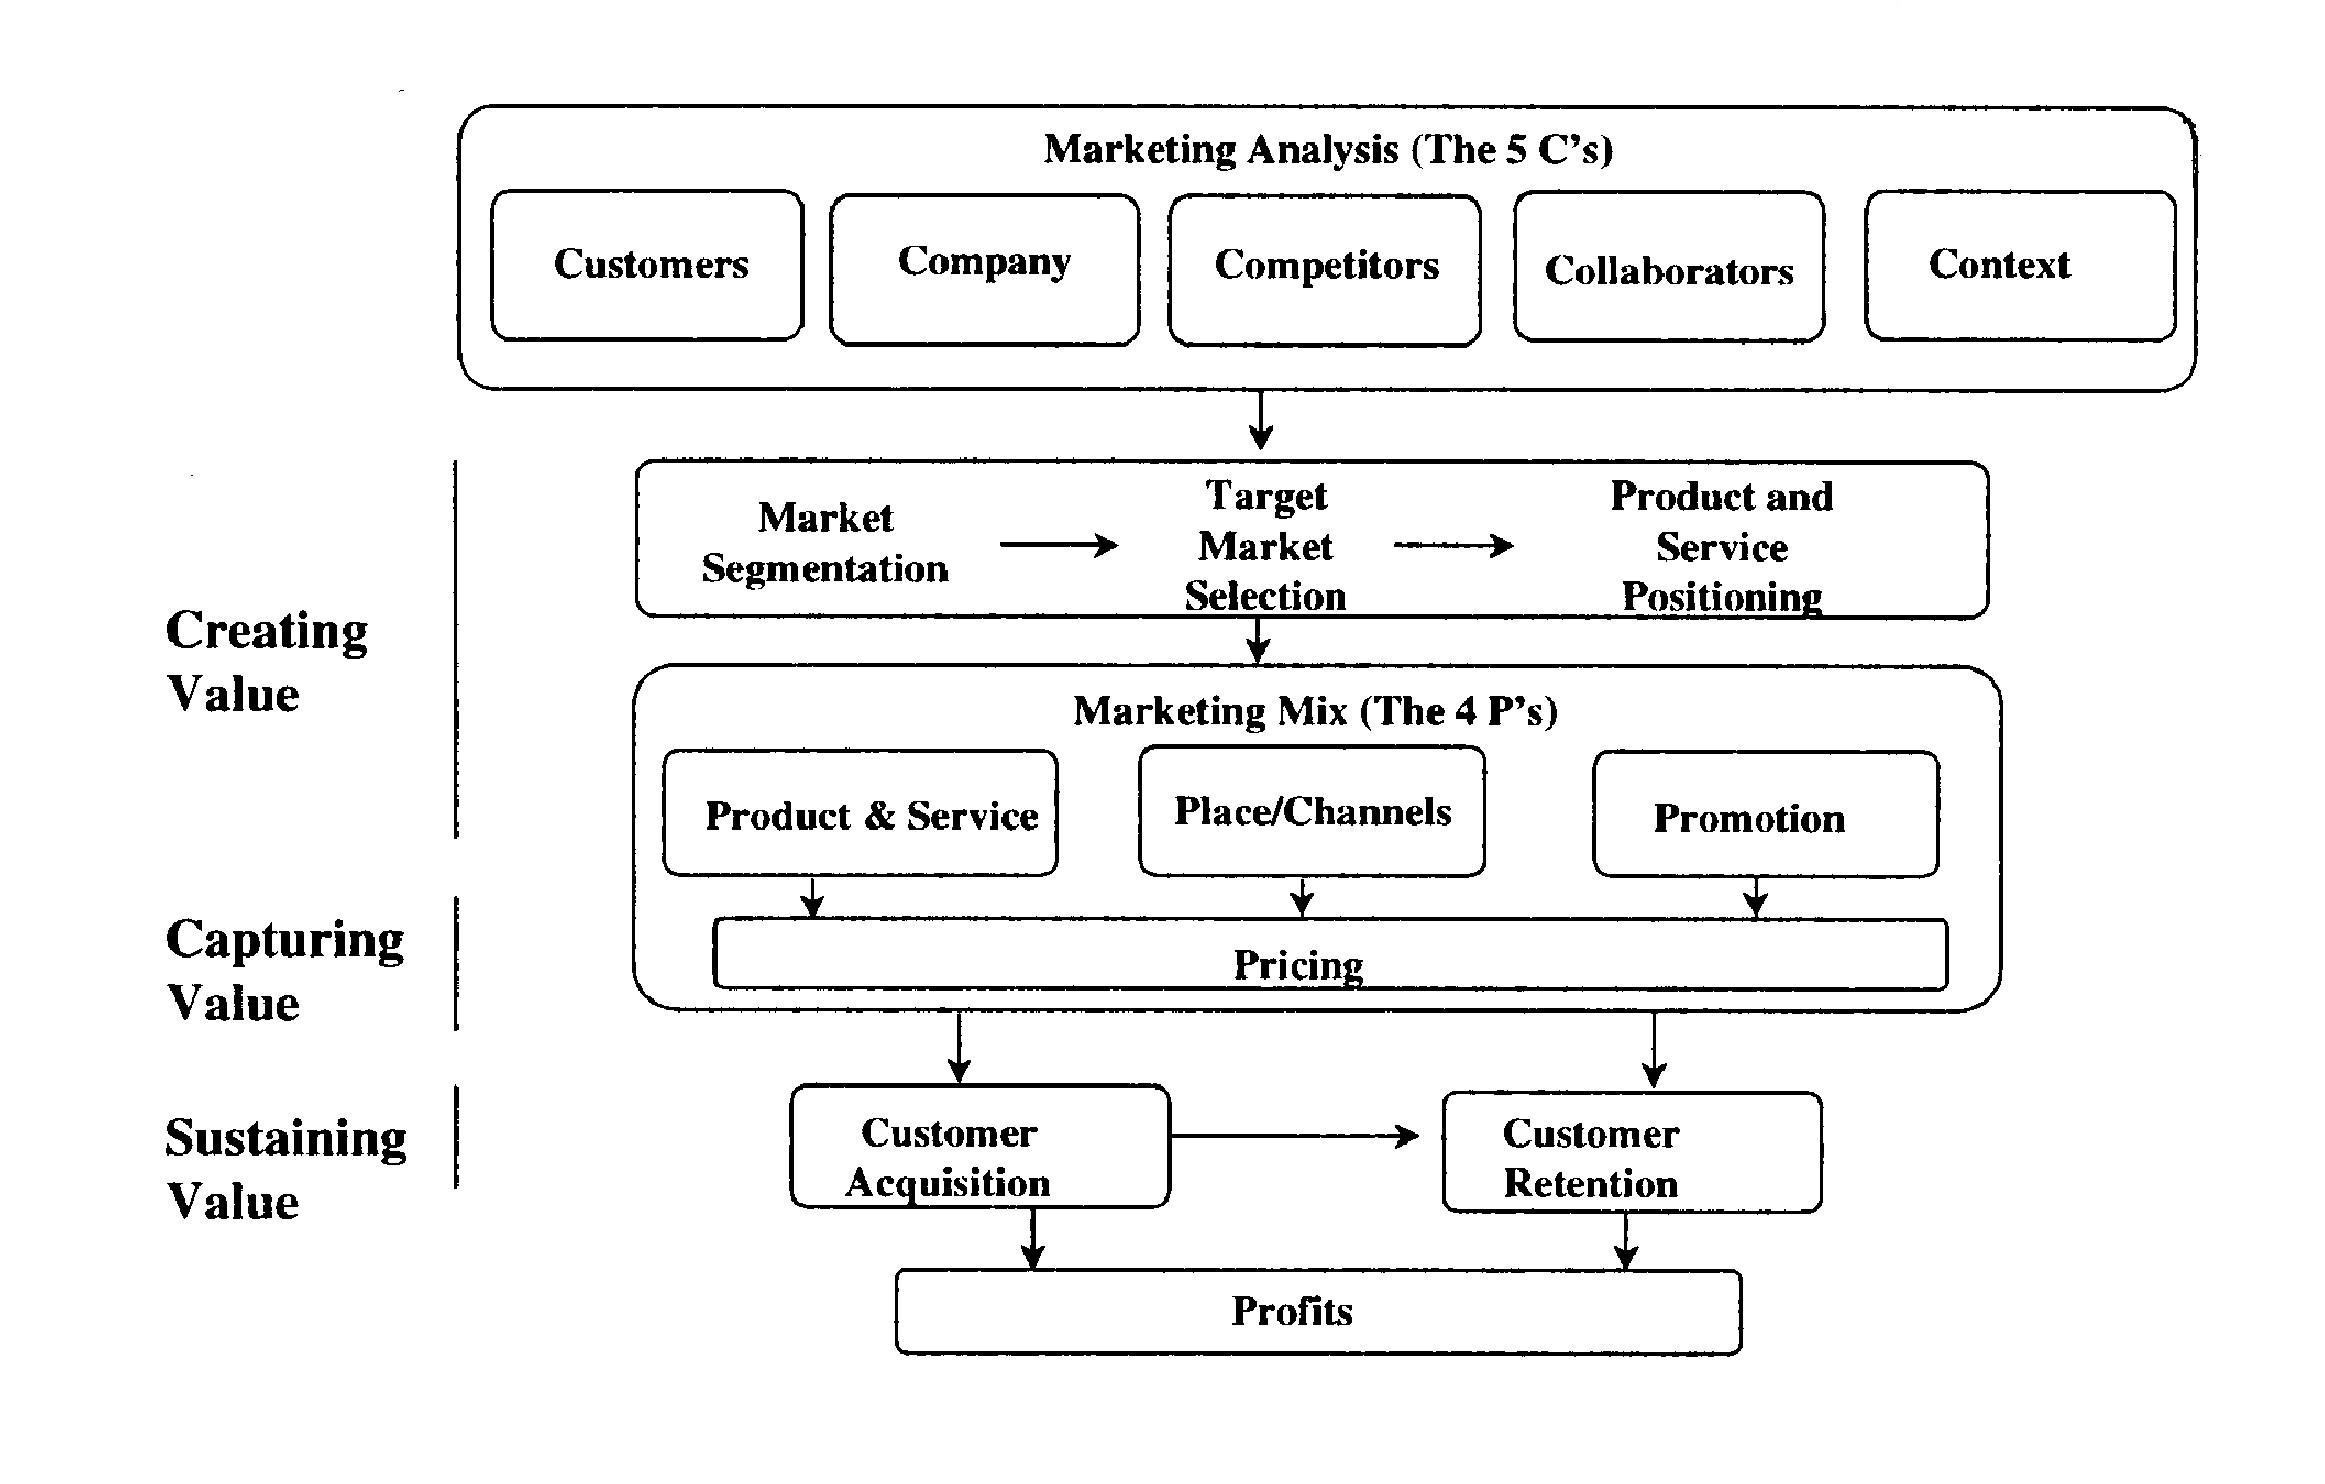 Marketing Analysis (The 5 C's)
Customers
Company
Competitors
Collaborators
Context
Creating
Value
Market
Segmentation
Target
Market
Selection
Product and
Service
Positioning
Marketing Mix (The 4 P's)
Product & Service
Place/Channels
Promotion
Capturing
Value
Pricing
Sustaining
Value
Customer
Acquisition
Customer
Retention
Profits